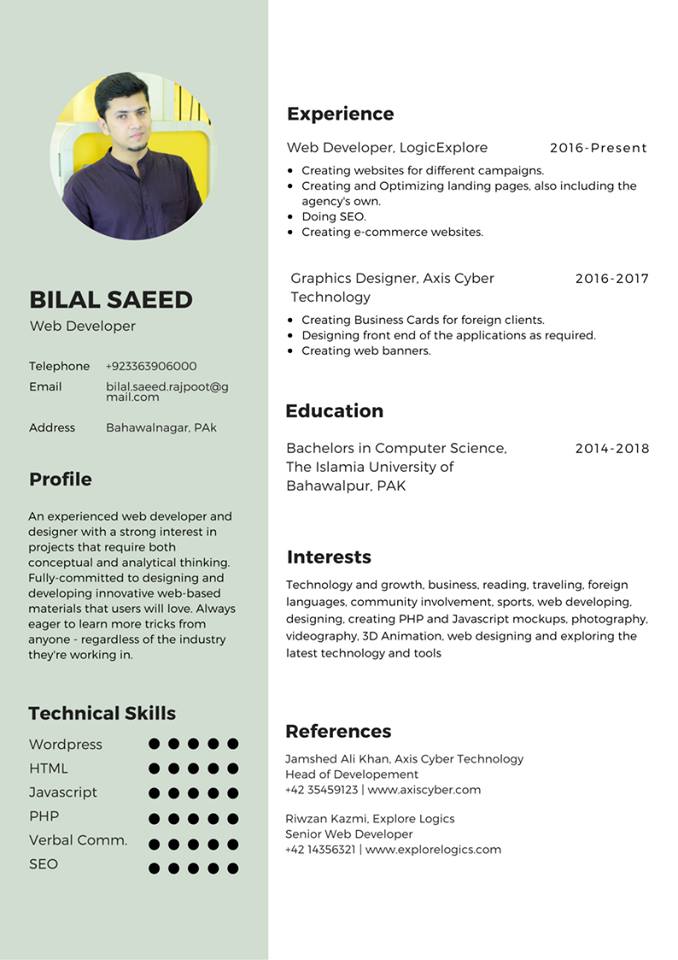 BILAL SAEED
Web Developer
Telephone +923363906000
Email bilal.saeed.rajpoot@g
mail.com
Address Bahawalnagar, PAk
Profile
An experienced web developer and
designer with a strong interest in
projects that require both
conceptual and analytical thinking.
Fully-committed to designing and
developing innovative web-based
materials that users will love. Always
eager to learn more tricks from
anyone - regardless of the industry
they're working in.
Technical Skills
Wordpress
HTML
Javascript
PHP
Verbal Comm.
SEO
Experience
Web Developer, LogicExplore 2016-Present
• Creating websites for different campaigns.
• Creating and Optimizing landing pages, also including the
agency's own.
• Doing SEO.
• Creating e-commerce websites.
Graphics Designer, Axis Cyber 2016-2017
Technology
• Creating Business Cards for foreign clients.
• Designing front end of the applications as required.
• Creating web banners.
Education
Bachelors in Computer Science, 2014-2018
The Islamia University of
Bahawalpur, PAK
Interests
Technology and growth, business, reading, traveling, foreign
languages, community involvement, sports, web developing,
designing, creating PHP and Javascript mockups, photography,
videography, 3D Animation, web designing and exploring the
latest technology and tools
References
Jamshed Ali Khan, Axis Cyber Technology
Head of Developement
+42 35459123 | www.axiscyber.com
Riwzan Kazmi, Explore Logics
Senior Web Developer
+42 14356321 | www.explorelogics.com